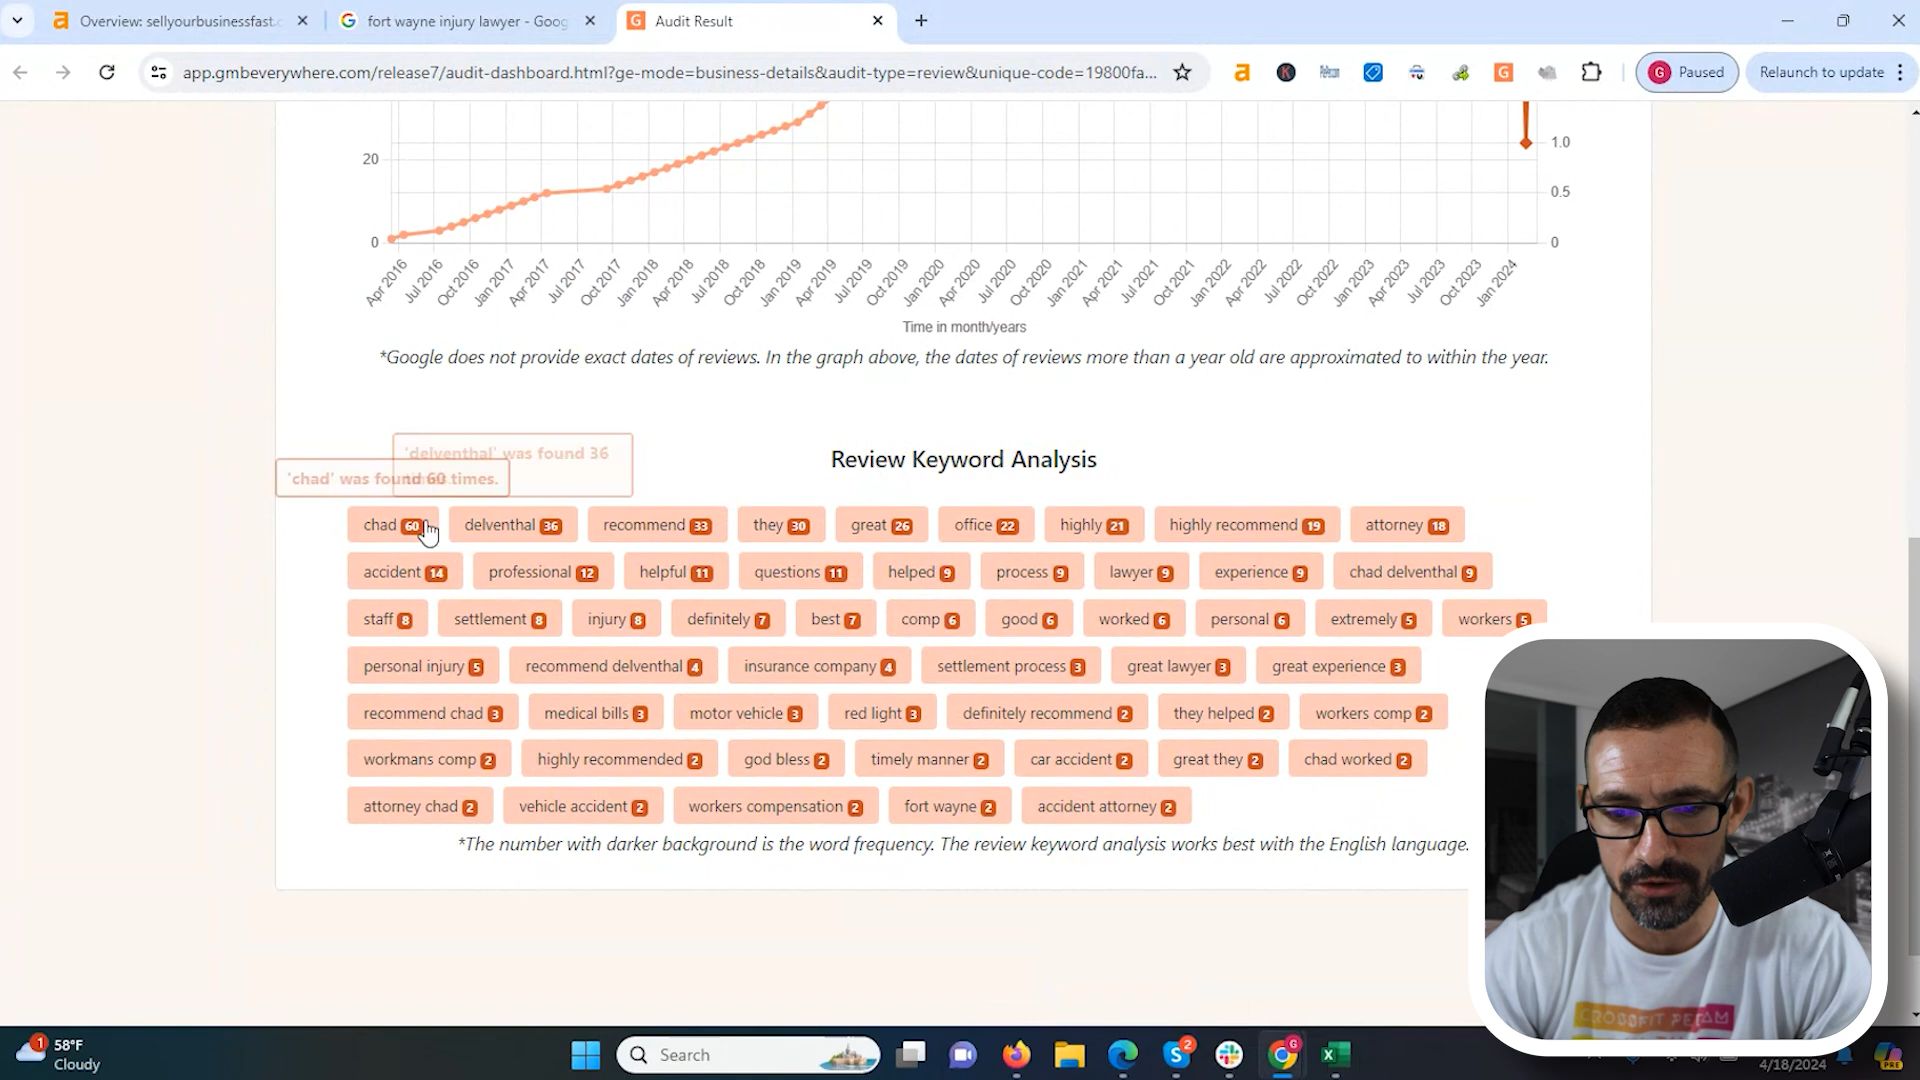 Overview: sellyourbusinessfast.c
fort wayne injury lawyer - Goog
Audit Result
app.gmbeverywhere.com/release7/audit-dashboard.html?ge-mode=business-details&audit-type=review&unique-code=19800fa...
Paused
Relaunch to update
20
0
1.0
0.5
0
Apr 2016
Jul 2016
Oct 2016
Jan 2017
Apr 2017
Jul 2017
Oct 2017
Jan 2018
Apr 2018
Jul 2018
Oct 2018
Jan 2019
Apr 2019
Jul 2019
Oct 2019
Jan 2020
Apr 2020
Jul 2020
Oct 2020
Jan 2021
Apr 2021
Jul 2021
Oct 2021
Jan 2022
Apr 2022
Jul 2022
Oct 2022
Jan 2023
Apr 2023
Jul 2023
Oct 2023
Jan 2024
Time in month/years
*Google does not provide exact dates of reviews. In the graph above, the dates of reviews more than a year old are approximated to within the year.
'delventhal' was found 36
'chad' was found 60 times.
Review Keyword Analysis
chad 60 delventhal 36 recommend 33 they 30 great 26 office 22 highly 21 highly recommend 19 attorney 18
accident 14 professional 12 helpful 11 questions 11 helped 9 process 9 lawyer 9 experience 9 chad delventhal 9
staff 8 settlement 8 injury 8 definitely 7 best 7 comp 6 good 6 worked 6 personal 6 extremely 5 workers 5
personal injury 5 recommend delventhal 4 insurance company 4 settlement process 3 great lawyer 3 great experience 3
recommend chad 3 medical bills 3 motor vehicle 3 red light 3 definitely recommend 2 they helped 2 workers comp 2
workmans comp 2 highly recommended 2 god bless 2 timely manner 2 car accident 2 great they 2 chad worked 2
attorney chad 2 vehicle accident 2 workers compensation 2 fort wayne 2 accident attorney 2
*The number with darker background is the word frequency. The review keyword analysis works best with the English language.
1
58°F
Cloudy
Search
2
4/18/2024